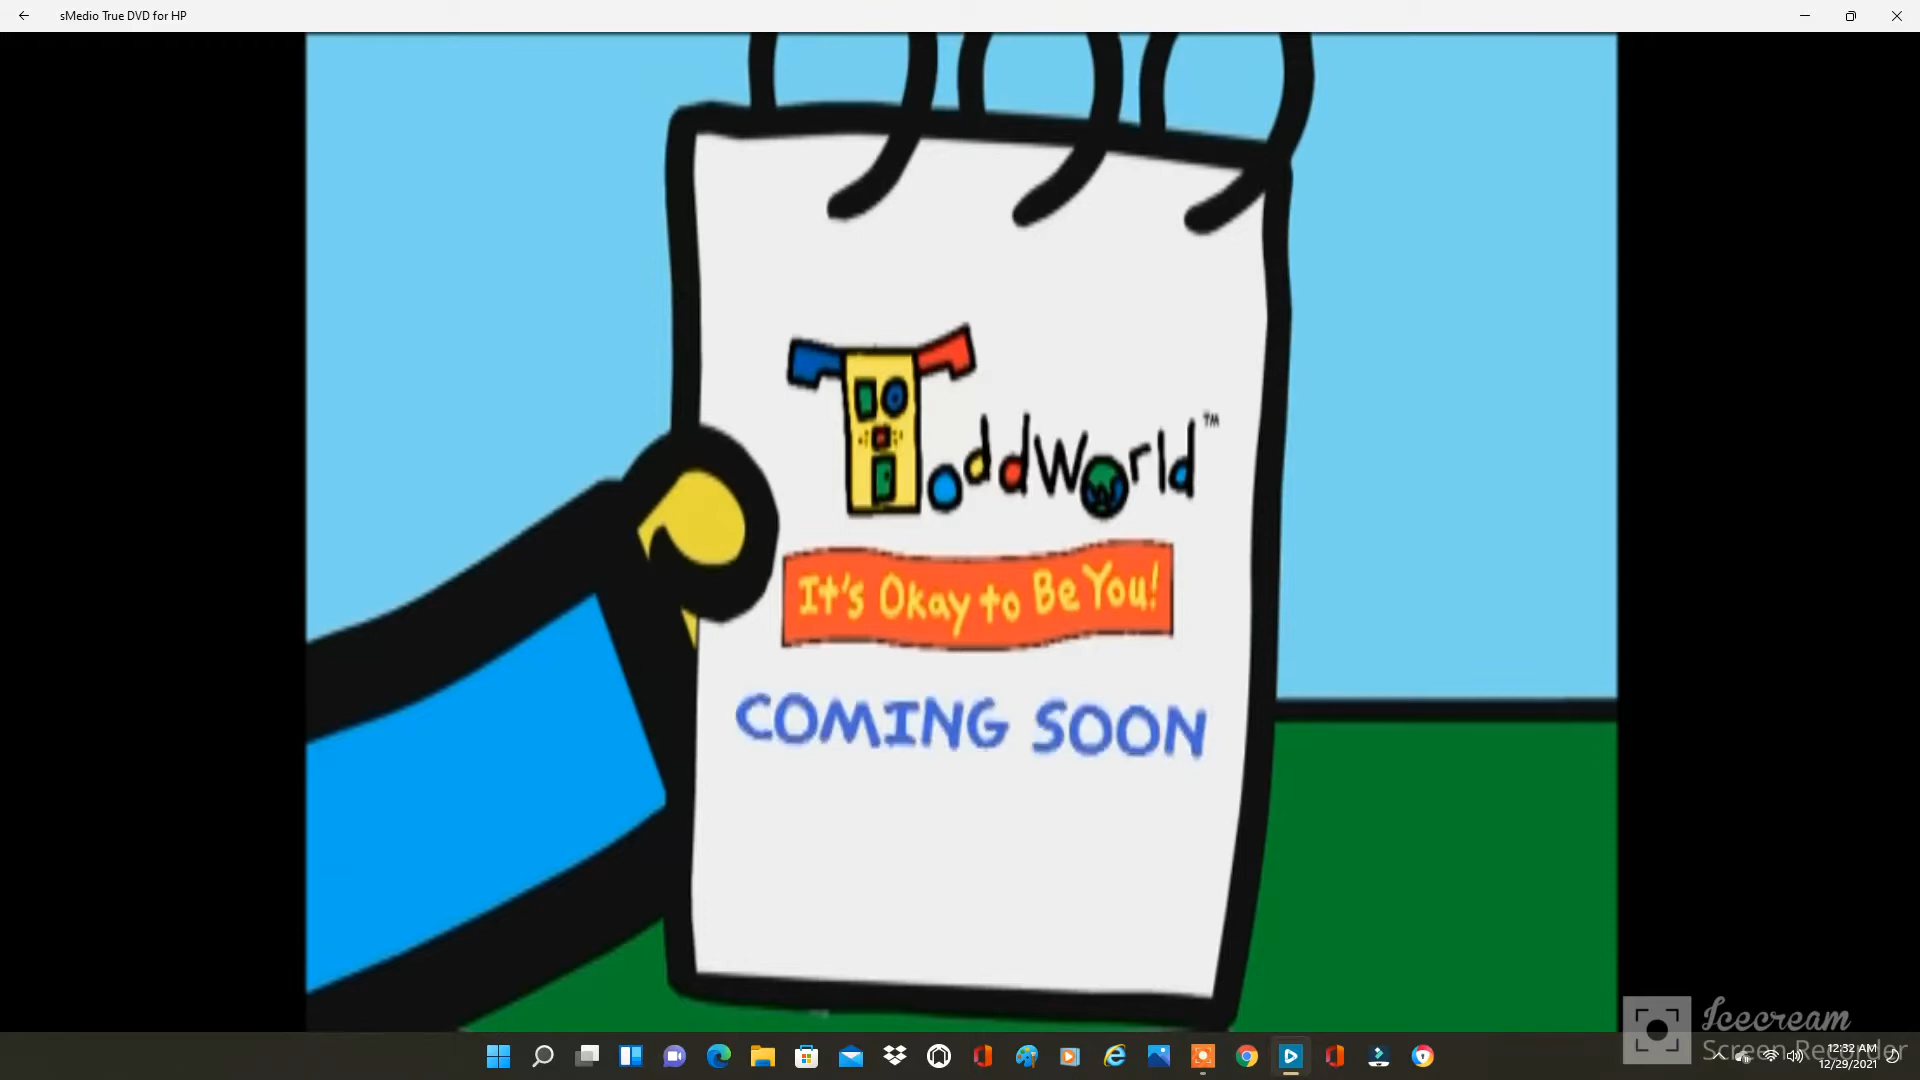 sMedio True DVD for HP
ToddWorld™
It's Okay to Be You!
COMING SOON
Icecream
Screen Recorder
12:32 AM
12/29/2021